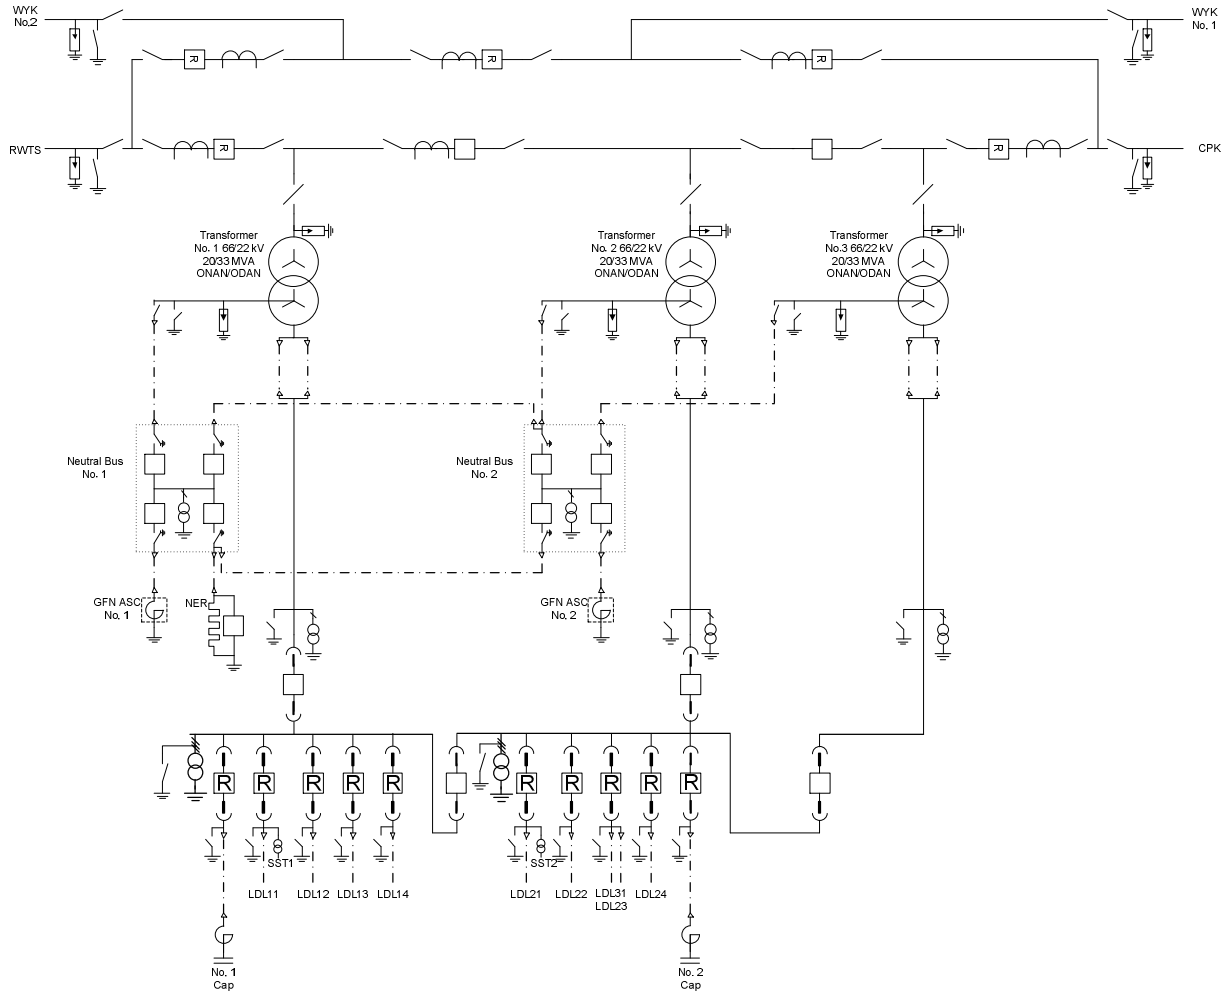 WYK
No.2
WYK
No. 1
R
R
R
RWTS
R
R
CPK
Transformer
No. 1 66/22 kV
20/33 MVA
ONAN/ODAN
Transformer
No. 2 66/22 kV
20/33 MVA
ONAN/ODAN
Transformer
No.3 66/22 kV
20/33 MVA
ONAN/ODAN
Neutral Bus
No. 1
Neutral Bus
No. 2
GFN ASC
No. 1
NER
GFN ASC
No. 2
R
R
R
R
R
R
R
R
R
R
SST1
SST2
LDL11
LDL12
LDL13
LDL14
LDL21
LDL22
LDL31
LDL23
LDL24
No. 1
Cap
No. 2
Cap